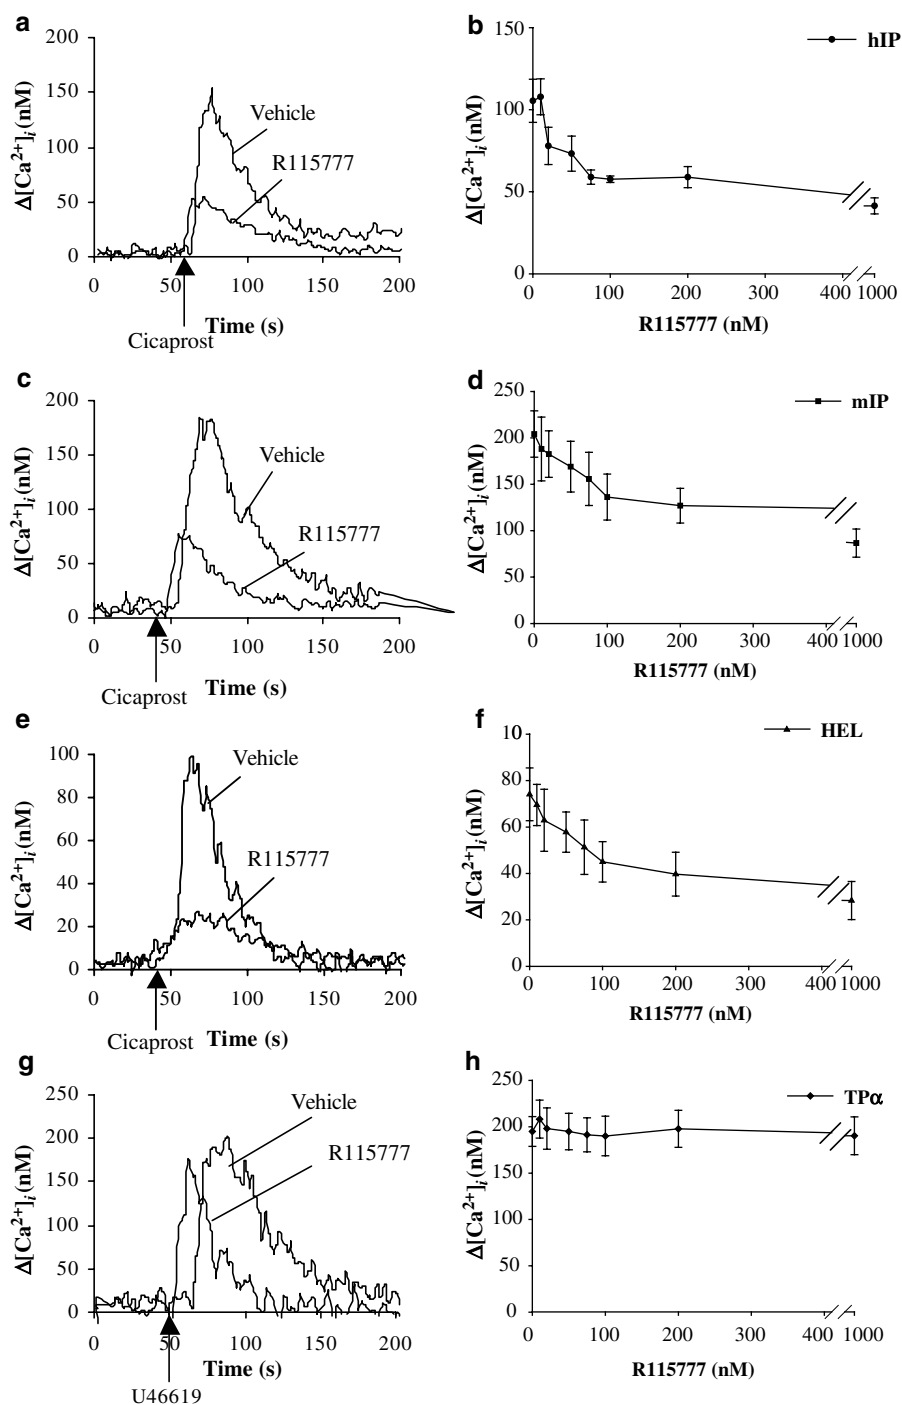 a
200
150
100
50
0
Δ[Ca2+]i (nM)
Vehicle
R115777
0 50 100 150 200
Time (s)
Cicaprost
b
150
100
50
0
Δ[Ca2+]i (nM)
hIP
0 100 200 300 400 1000
R115777 (nM)
c
200
150
100
50
0
Δ[Ca2+]i (nM)
Vehicle
R115777
0 50 100 150 200
Time (s)
Cicaprost
d
250
200
150
100
50
0
Δ[Ca2+]i (nM)
mIP
0 100 200 300 400 1000
R115777 (nM)
e
100
80
60
40
20
0
Δ[Ca2+]i (nM)
Vehicle
R115777
0 50 100 150 200
Cicaprost Time (s)
f
10
80
60
40
20
0
Δ[Ca2+]i (nM)
HEL
0 100 200 300 400 1000
R115777 (nM)
g
250
200
150
100
50
0
Δ[Ca2+]i (nM)
Vehicle
R115777
0 50 100 150 200
Time (s)
U46619
h
250
200
150
100
50
0
Δ[Ca2+]i (nM)
TPα
0 100 200 300 400 1000
R115777 (nM)